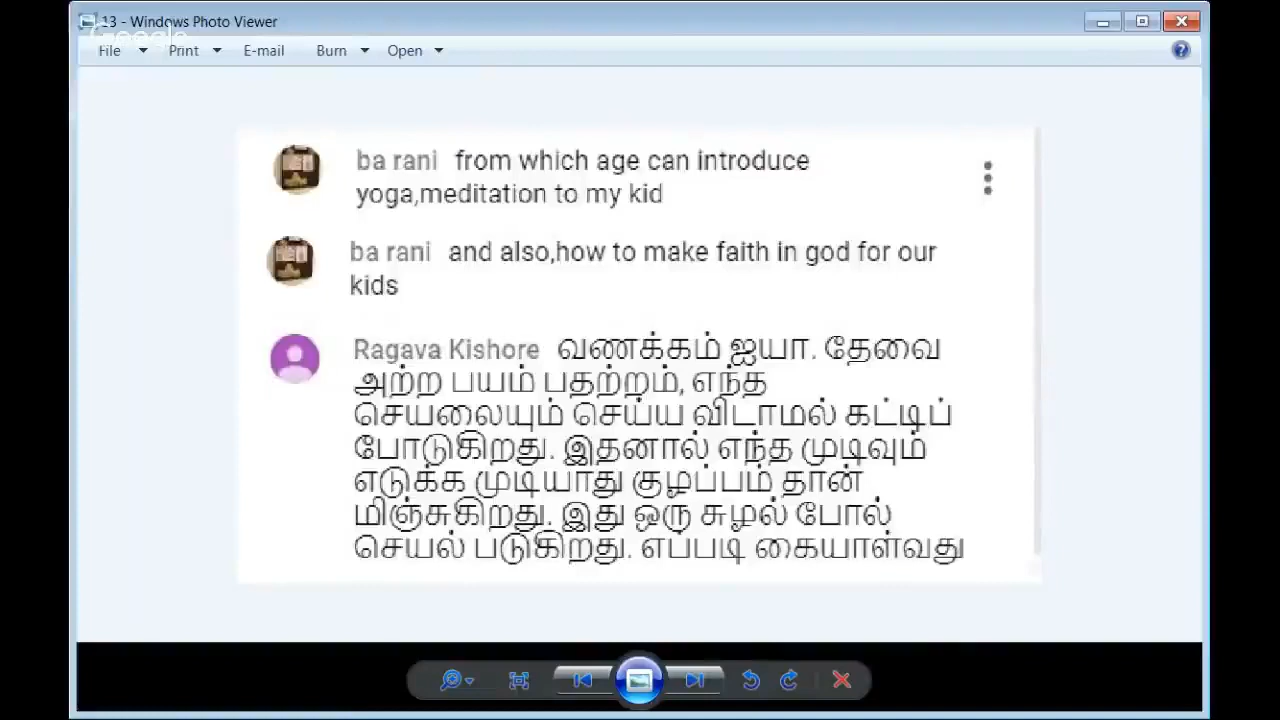 13 - Windows Photo Viewer
Google
File Print E-mail Burn Open
ba rani from which age can introduce
yoga,meditation to my kid
ba rani and also,how to make faith in god for our
kids
Ragava Kishore வணக்கம் ஐயா. தேவை
அற்ற பயம் பதற்றம், எந்த
செயலையும் செய்ய விடாமல் கட்டிப்
போடுகிறது. இதனால் எந்த முடிவும்
எடுக்க முடியாது குழப்பம் தான்
மிஞ்சுகிறது. இது ஒரு சுழல் போல்
செயல் படுகிறது. எப்படி கையாள்வது